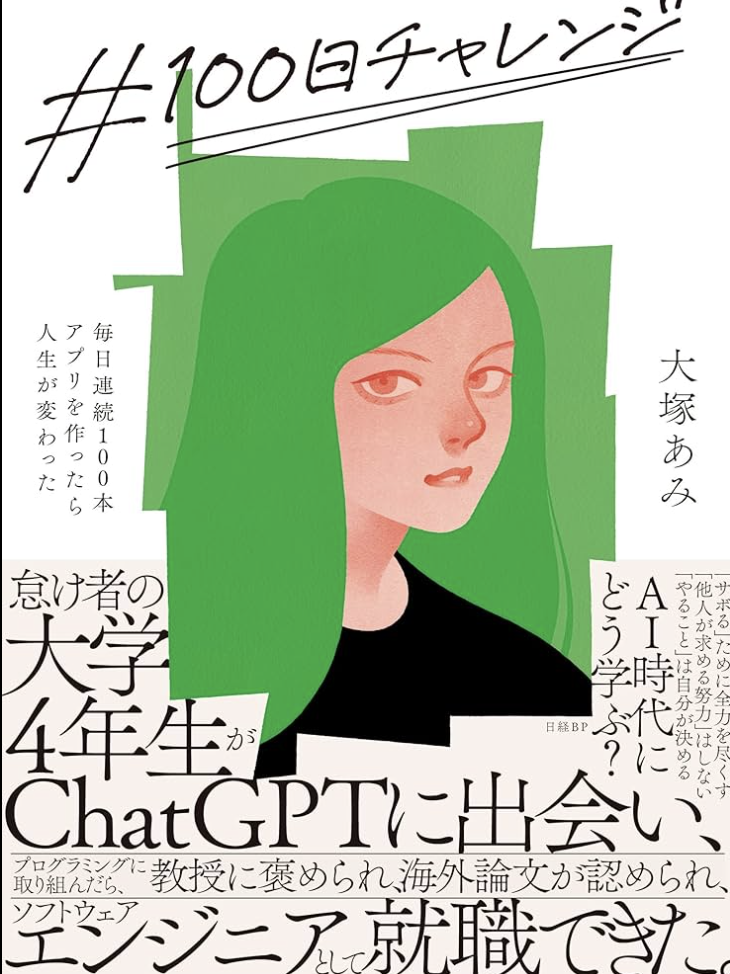 #100日チャレンジ
毎日連続100本
アプリを作ったら
人生が変わった
大塚あみ
「サボる」ために全力を尽くす
「他人が求める努力」はしない
「やること」は自分が決める
AI時代に
どう学ぶ?
日経BP
怠け者の
大学
4年生が
ChatGPTに出会い、
プログラミングに
取り組んだら、
教授に褒められ、海外論文が認められ、
ソフトウェア
エンジニアとして就職できた。